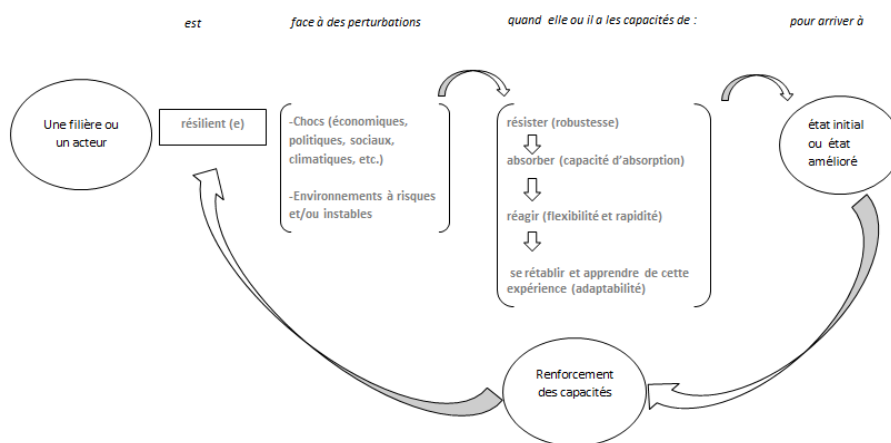 est
face à des perturbations
quand elle ou il a les capacités de :
pour arriver à
Une filière ou
un acteur
résilient (e)
-Chocs (économiques,
politiques, sociaux,
climatiques, etc.)
-Environnements à risques
et/ou instables
résister (robustesse)
absorber (capacité d'absorption)
réagir (flexibilité et rapidité)
se rétablir et apprendre de cette
expérience (adaptabilité)
état initial
ou état
amélioré
Renforcement
des capacités